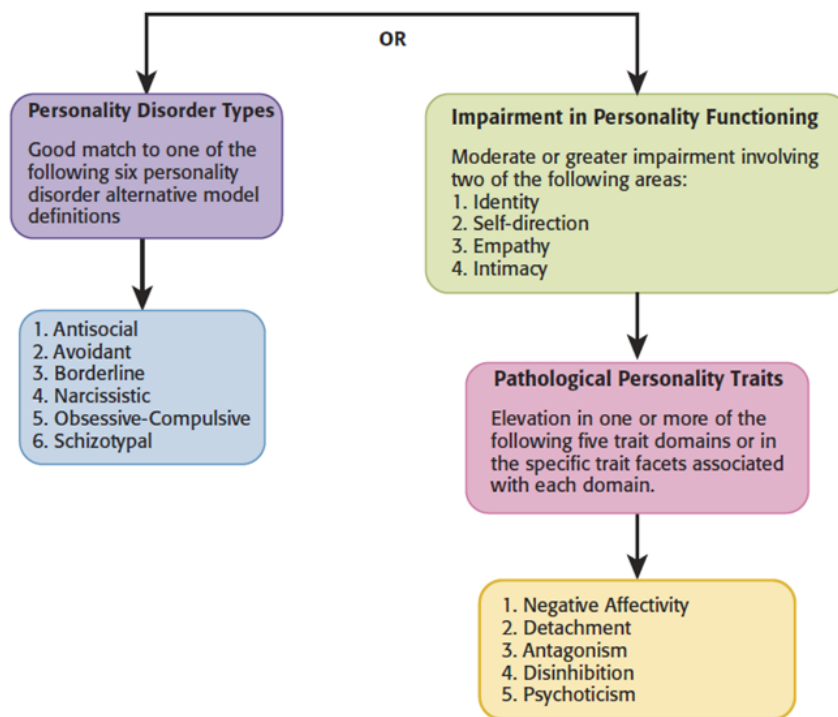 OR
Personality Disorder Types
Good match to one of the
following six personality
disorder alternative model
definitions
1. Antisocial
2. Avoidant
3. Borderline
4. Narcissistic
5. Obsessive-Compulsive
6. Schizotypal
Impairment in Personality Functioning
Moderate or greater impairment involving
two of the following areas:
1. Identity
2. Self-direction
3. Empathy
4. Intimacy
Pathological Personality Traits
Elevation in one or more of the
following five trait domains or in
the specific trait facets associated
with each domain.
1. Negative Affectivity
2. Detachment
3. Antagonism
4. Disinhibition
5. Psychoticism